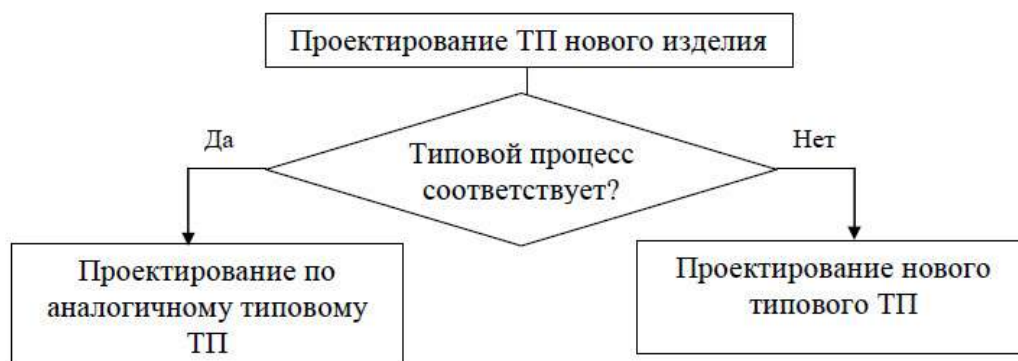 Проектирование ТП нового изделия
Да
Нет
Типовой процесс
соответствует?
Проектирование по
аналогичному типовому
ТП
Проектирование нового
типового ТП